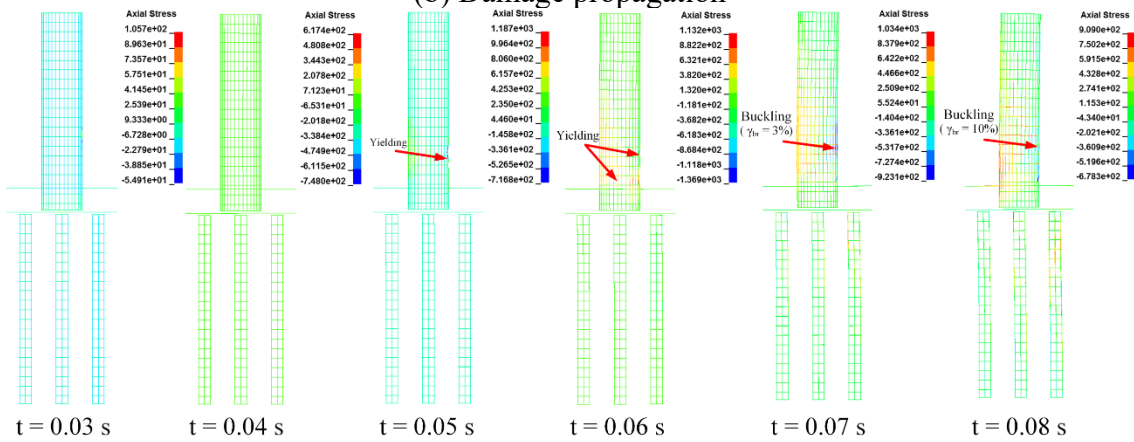 (b) Damage propagation
Axial Stress
1.057e+02
8.963e+01
7.357e+01
5.751e+01
4.145e+01
2.539e+01
9.333e+00
-6.728e+00
-2.279e+01
-3.885e+01
-5.491e+01
Axial Stress
6.174e+02
4.808e+02
3.443e+02
2.078e+02
7.123e+01
-6.531e+01
-2.018e+02
-3.384e+02
-4.749e+02
-6.115e+02
-7.480e+02
Yielding
Axial Stress
1.187e+03
9.964e+02
8.060e+02
6.157e+02
4.253e+02
2.350e+02
4.460e+01
-1.458e+02
-3.361e+02
-5.265e+02
-7.168e+02
Yielding
Axial Stress
1.132e+03
8.822e+02
6.321e+02
3.820e+02
1.320e+02
-1.181e+02
-3.682e+02
-6.183e+02
-8.684e+02
-1.118e+03
-1.369e+03
Buckling
( γbr = 3%)
Axial Stress
1.034e+03
8.379e+02
6.422e+02
4.466e+02
2.509e+02
5.524e+01
-1.404e+02
-3.361e+02
-5.317e+02
-7.274e+02
-9.231e+02
Buckling
( γbr = 10%)
Axial Stress
9.090e+02
7.502e+02
5.915e+02
4.328e+02
2.741e+02
1.154e+02
-4.340e+01
-2.021e+02
-3.609e+02
-5.196e+02
-6.783e+02
t = 0.03 s
t = 0.04 s
t = 0.05 s
t = 0.06 s
t = 0.07 s
t = 0.08 s